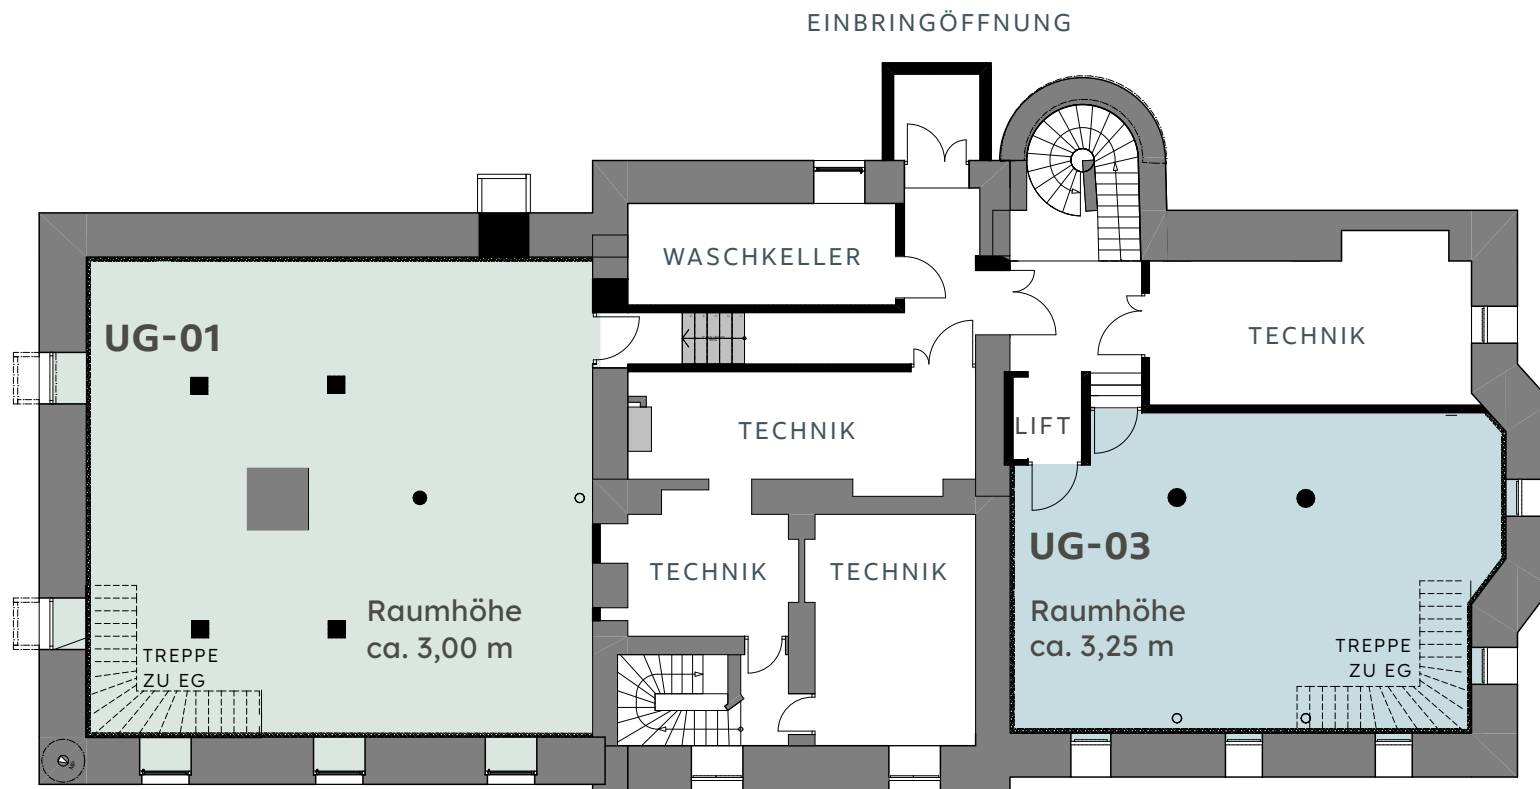 EINBRINGÖFFNUNG
WASCHKELLER
UG-01
TECHNIK
TECHNIK
LIFT
UG-03
TECHNIK
TECHNIK
Raumhöhe
ca. 3,00 m
Raumhöhe
ca. 3,25 m
TREPPE
ZU EG
TREPPE
ZU EG